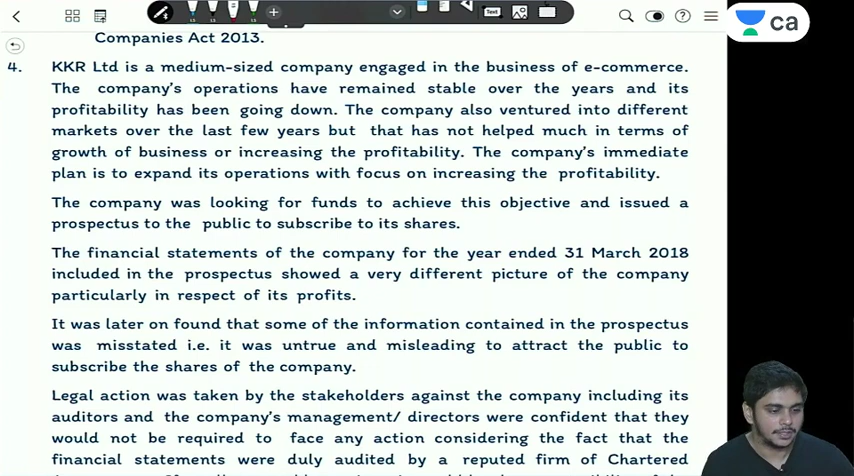 ca
Text
Companies Act 2013.
4. KKR Ltd is a medium-sized company engaged in the business of e-commerce.
The company's operations have remained stable over the years and its
profitability has been going down. The company also ventured into different
markets over the last few years but that has not helped much in terms of
growth of business or increasing the profitability. The company's immediate
plan is to expand its operations with focus on increasing the profitability.
The company was looking for funds to achieve this objective and issued a
prospectus to the public to subscribe to its shares.
The financial statements of the company for the year ended 31 March 2018
included in the prospectus showed a very different picture of the company
particularly in respect of its profits.
It was later on found that some of the information contained in the prospectus
was misstated i.e. it was untrue and misleading to attract the public to
subscribe the shares of the company.
Legal action was taken by the stakeholders against the company including its
auditors and the company's management/ directors were confident that they
would not be required to face any action considering the fact that the
financial statements were duly audited by a reputed firm of Chartered